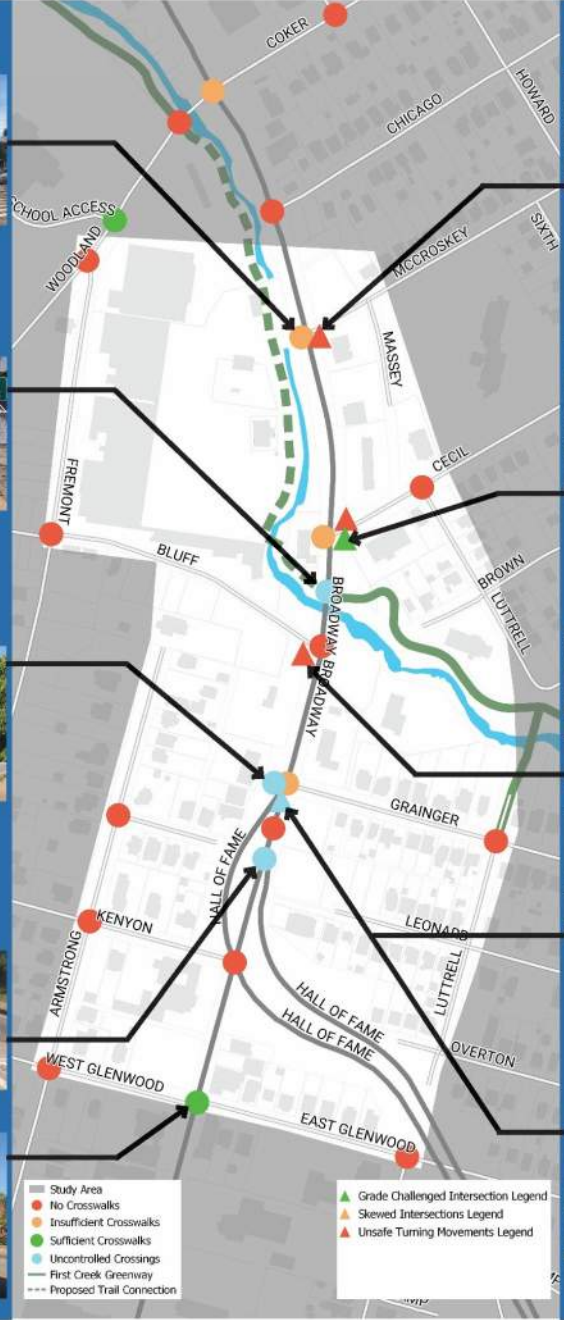 COKER
HOWARD
CHICAGO
SCHOOL ACCESS
WOODLAND
SIXTH
MCCROSKEY
MASSEY
CECIL
FREMONT
BLUFF
BROADWAY
BROWN
LUTTRELL
BROADWAY
GRAINGER
HALL OF FAME
KENYON
LEONARD
ARMSTRONG
LUTTRELL
HALL OF FAME
HALL OF FAME
OVERTON
WEST GLENWOOD
EAST GLENWOOD
Study Area
No Crosswalks
Insufficient Crosswalks
Sufficient Crosswalks
Uncontrolled Crossings
First Creek Greenway
Proposed Trail Connection
Grade Challenged Intersection Legend
Skewed Intersections Legend
Unsafe Turning Movements Legend